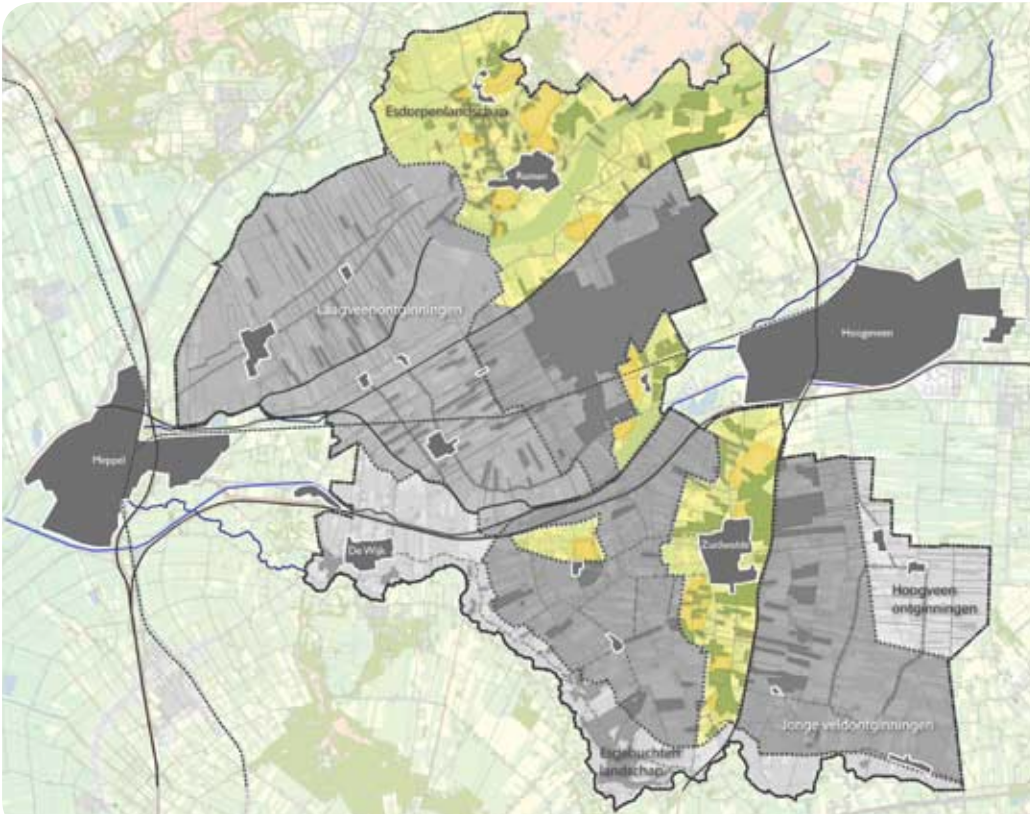 Esdorpenlandschap
Ruinen
Laagveenontginningen
Hoogeveen
Meppel
De Wijk
Zuidwolde
Hoogveen
ontginningen
Jonge veldontginningen
Esgehuchten
landschap